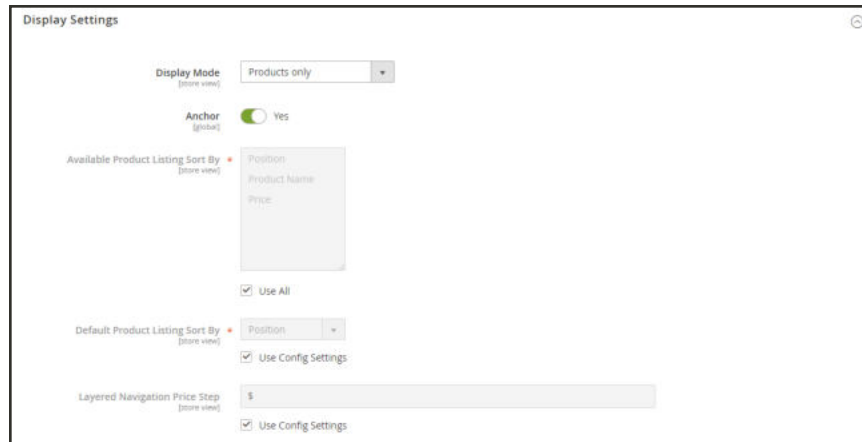 Display Settings
Display Mode
[store view]
Products only
Anchor
[global]
Yes
Available Product Listing Sort By *
[store view]
Position
Product Name
Price
Use All
Default Product Listing Sort By *
[store view]
Position
Use Config Settings
Layered Navigation Price Step
[store view]
$
Use Config Settings